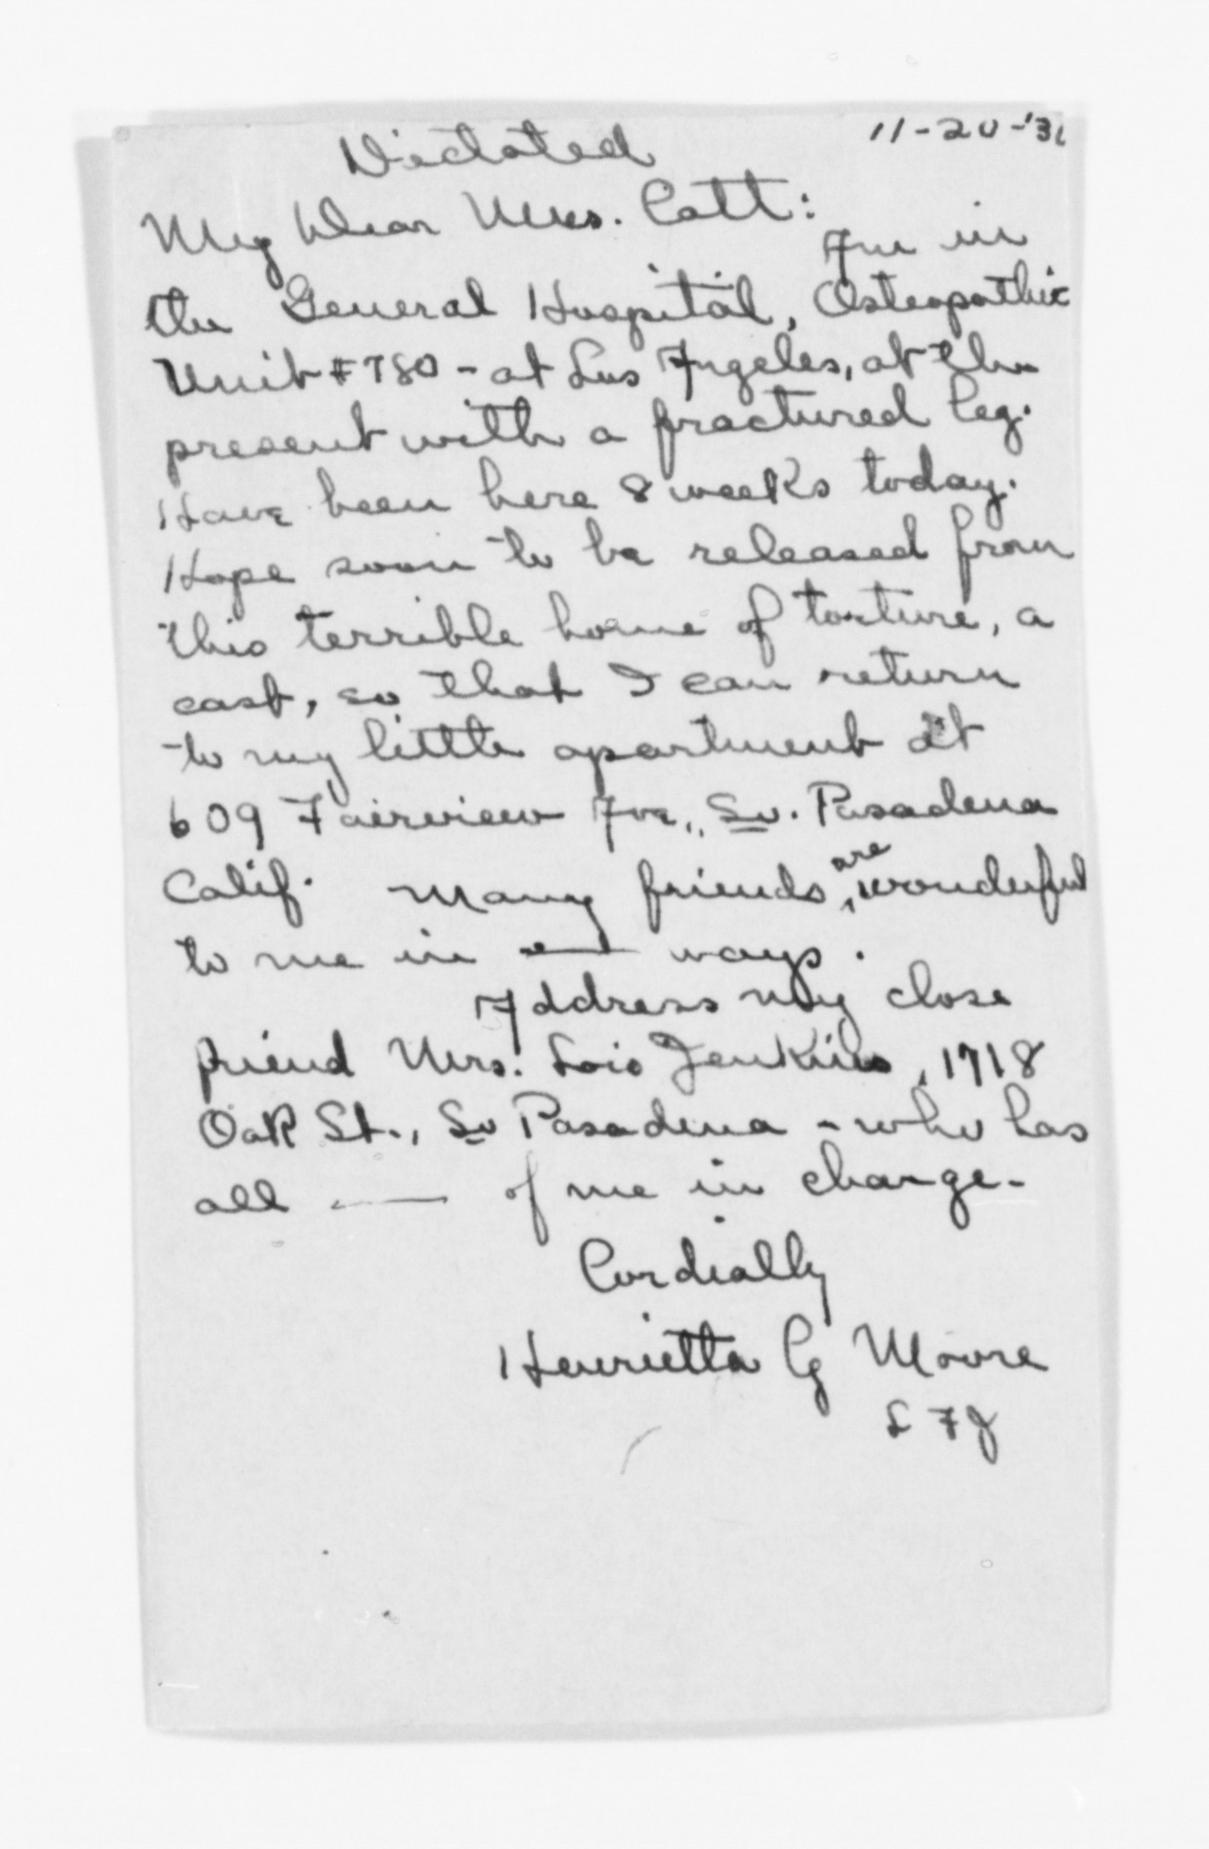 Dictated 11-20-'31
My Dear Mrs. Catt:
Am in
the General Hospital, Osteopathic
Unit #780 - at Los Angeles, at the
present with a fractured leg.
Have been here 8 weeks today.
Hope soon to be released from
this terrible home of torture, a
cast, so that I can return
to my little apartment at
609 Fairview Ave., So. Pasadena
Calif. Many friends, are wonderful
to me in ways.
Address my close
friend Mrs. Lois Jenkins, 1718
Oak St., So Pasadena - who has
all — of me in charge -
Cordially
Henrietta G Moore
L F J